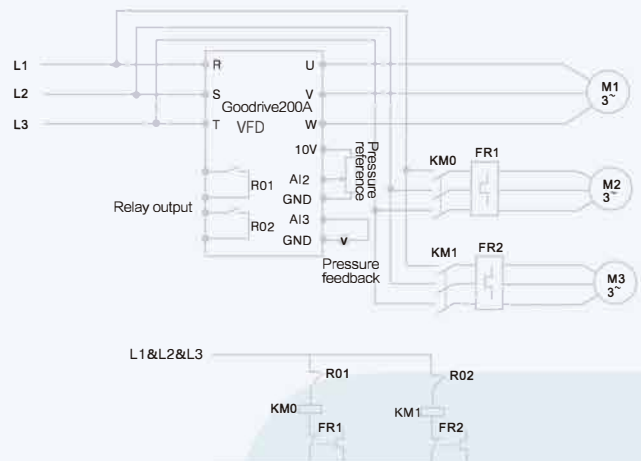 L1
R
U
M1
3~
L2
S
V
Goodrive200A
L3
T
VFD
W
10V
Pressure
reference
KM0
FR1
R01
AI2
M2
3~
GND
Relay output
R02
AI3
GND
v
KM1
FR2
Pressure
feedback
M3
3~
L1&L2&L3
R01
R02
KM0
KM1
FR1
FR2